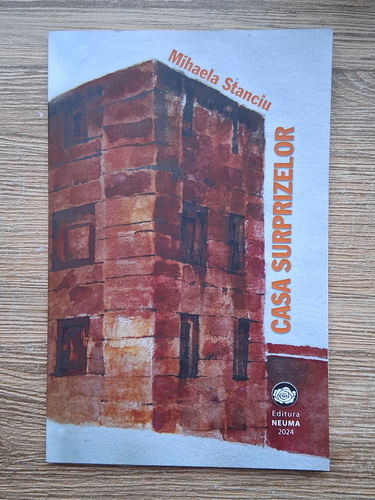 Mihaela Stanciu
CASA SURPRIZELOR
Editura
NEUMA
2024